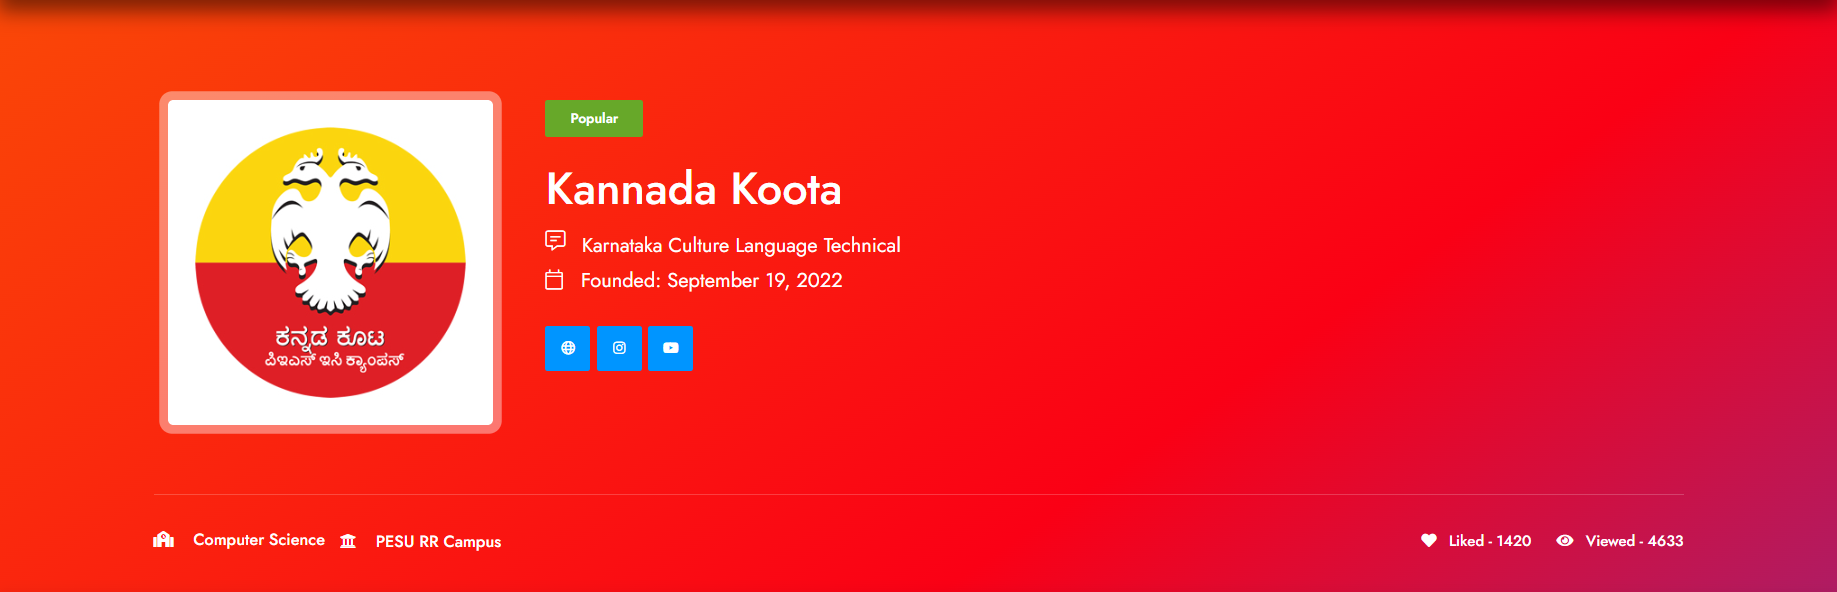 ಕನ್ನಡ ಕೂಟ
ಪಿಇಎಸ್ ಇಸಿ ಕ್ಯಾಂಪಸ್
Popular
Kannada Koota
Karnataka Culture Language Technical
Founded: September 19, 2022
Computer Science
PESU RR Campus
Liked - 1420
Viewed - 4633